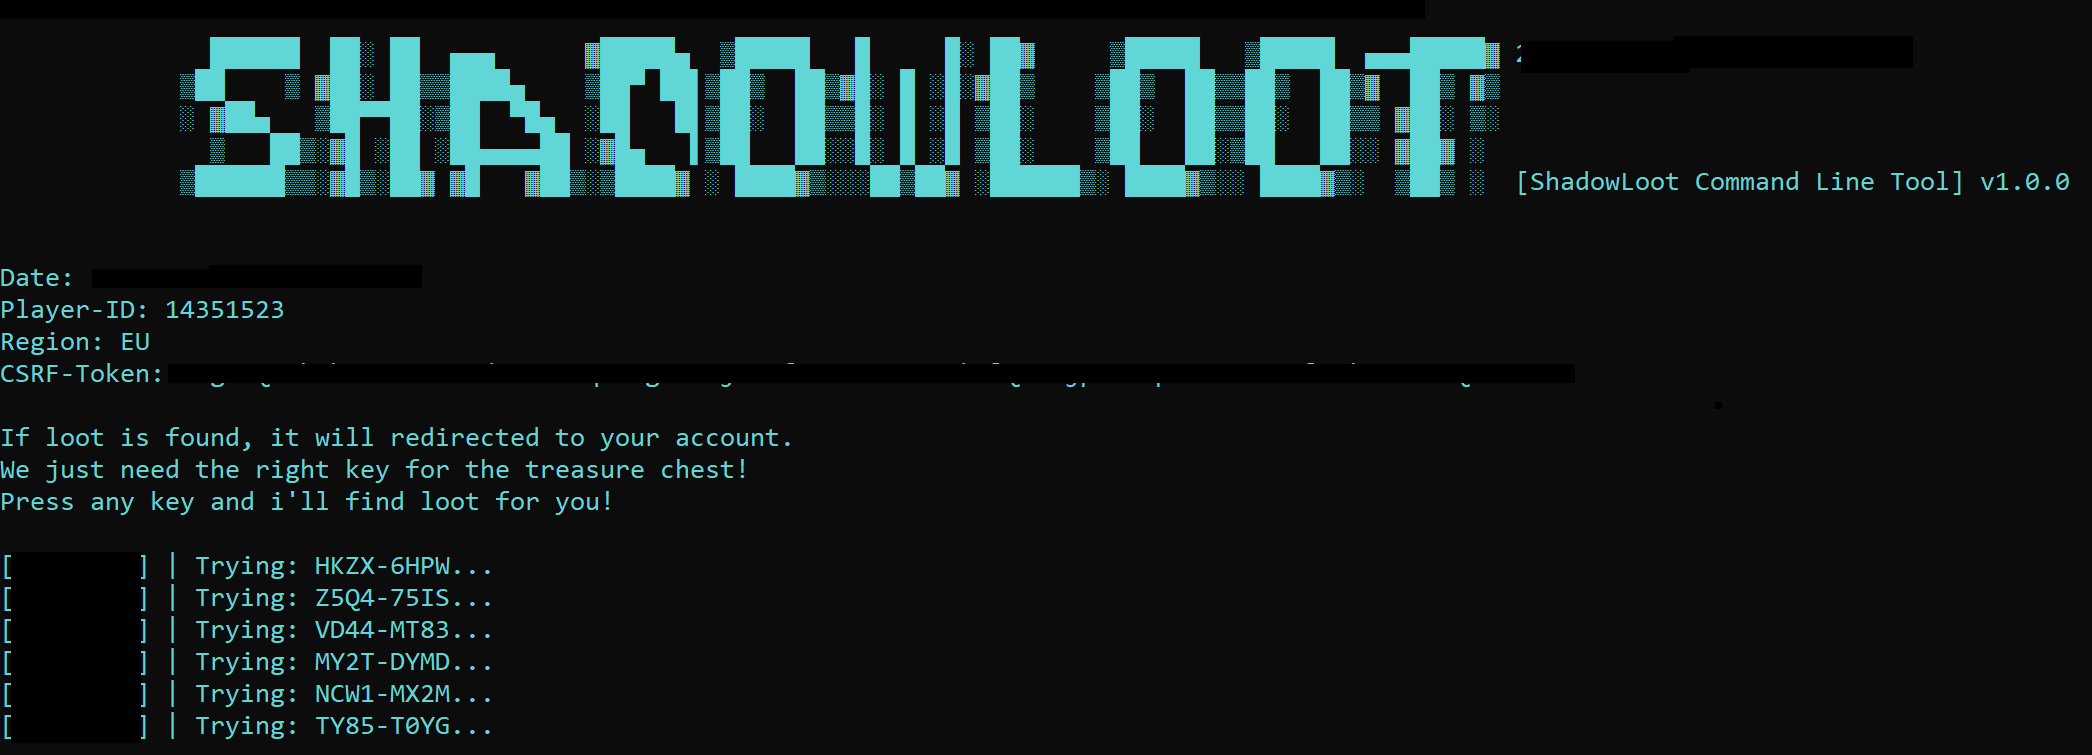 SHADOWLOOT
[ShadowLoot Command Line Tool] v1.0.0
Date:
Player-ID: 14351523
Region: EU
CSRF-Token:
If loot is found, it will redirected to your account.
We just need the right key for the treasure chest!
Press any key and i'll find loot for you!
[ ] | Trying: HKZX-6HPW...
[ ] | Trying: Z5Q4-75IS...
[ ] | Trying: VD44-MT83...
[ ] | Trying: MY2T-DYMD...
[ ] | Trying: NCW1-MX2M...
[ ] | Trying: TY85-T0YG...